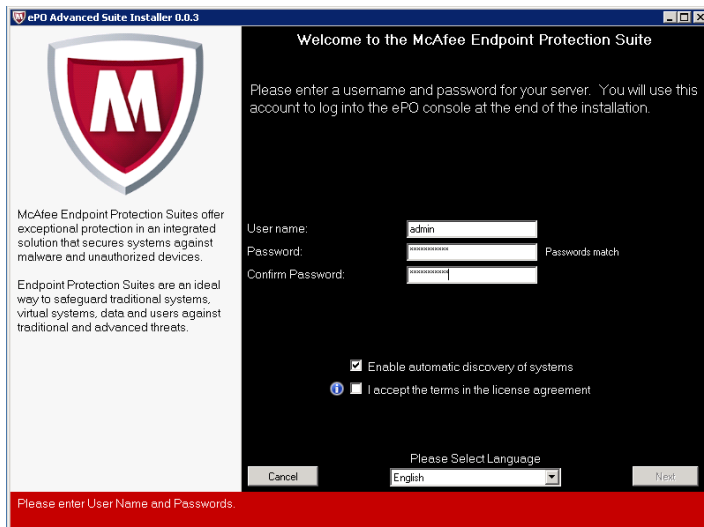 ePO Advanced Suite Installer 0.0.3
Welcome to the McAfee Endpoint Protection Suite
Please enter a username and password for your server. You will use this
account to log into the ePO console at the end of the installation.
McAfee Endpoint Protection Suites offer
exceptional protection in an integrated
solution that secures systems against
malware and unauthorized devices.
Endpoint Protection Suites are an ideal
way to safeguard traditional systems,
virtual systems, data and users against
traditional and advanced threats.
User name: admin
Password: *********** Passwords match
Confirm Password: ***********
Enable automatic discovery of systems
I accept the terms in the license agreement
Please Select Language
Cancel English Next
Please enter User Name and Passwords.